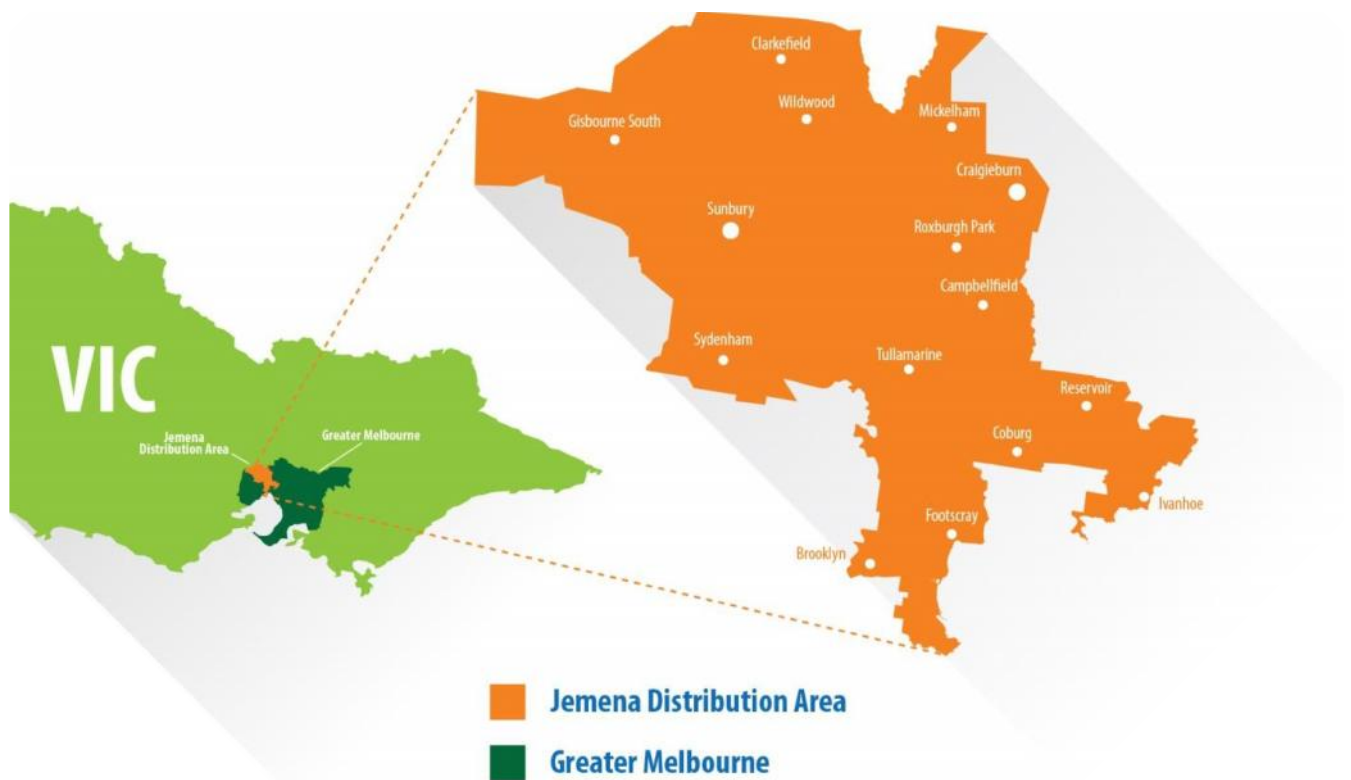 Clarkefield
Wildwood
Mickelham
Gisbourne South
Craigieburn
Sunbury
Roxburgh Park
Campbellfield
Sydenham
Tullamarine
Reservoir
Coburg
Ivanhoe
Footscray
Brooklyn
VIC
Jemena
Distribution Area
Greater Melbourne
Jemena Distribution Area
Greater Melbourne